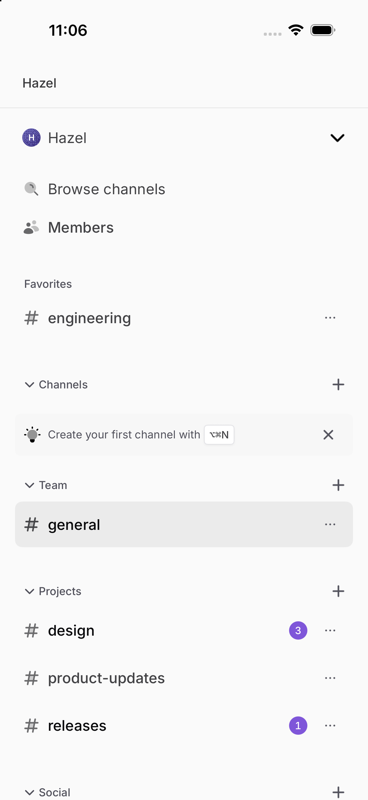 11:06
Hazel
H Hazel
Browse channels
Members
Favorites
# engineering
Channels
Create your first channel with ⌥⌘N
Team
# general
Projects
# design 3
# product-updates
# releases 1
Social